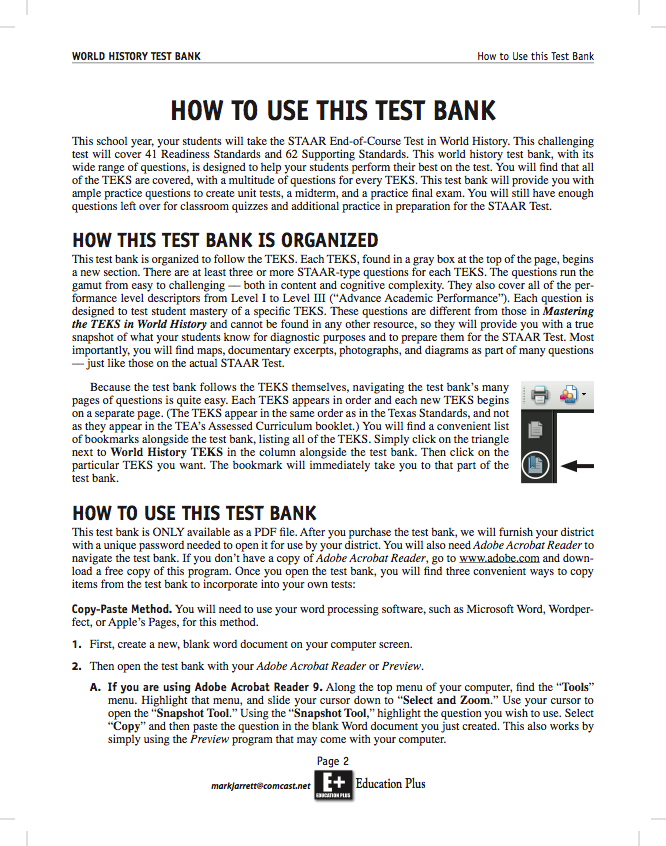 WORLD HISTORY TEST BANK
How to Use this Test Bank
HOW TO USE THIS TEST BANK
This school year, your students will take the STAAR End-of-Course Test in World History. This challenging
test will cover 41 Readiness Standards and 62 Supporting Standards. This world history test bank, with its
wide range of questions, is designed to help your students perform their best on the test. You will find that all
of the TEKS are covered, with a multitude of questions for every TEKS. This test bank will provide you with
ample practice questions to create unit tests, a midterm, and a practice final exam. You will still have enough
questions left over for classroom quizzes and additional practice in preparation for the STAAR Test.
HOW THIS TEST BANK IS ORGANIZED
This test bank is organized to follow the TEKS. Each TEKS, found in a gray box at the top of the page, begins
a new section. There are at least three or more STAAR-type questions for each TEKS. The questions run the
gamut from easy to challenging — both in content and cognitive complexity. They also cover all of the per-
formance level descriptors from Level I to Level III (“Advance Academic Performance”). Each question is
designed to test student mastery of a specific TEKS. These questions are different from those in Mastering
the TEKS in World History and cannot be found in any other resource, so they will provide you with a true
snapshot of what your students know for diagnostic purposes and to prepare them for the STAAR Test. Most
importantly, you will find maps, documentary excerpts, photographs, and diagrams as part of many questions
— just like those on the actual STAAR Test.
Because the test bank follows the TEKS themselves, navigating the test bank’s many
pages of questions is quite easy. Each TEKS appears in order and each new TEKS begins
on a separate page. (The TEKS appear in the same order as in the Texas Standards, and not
as they appear in the TEA’s Assessed Curriculum booklet.) You will find a convenient list
of bookmarks alongside the test bank, listing all of the TEKS. Simply click on the triangle
next to World History TEKS in the column alongside the test bank. Then click on the
particular TEKS you want. The bookmark will immediately take you to that part of the
test bank.
HOW TO USE THIS TEST BANK
This test bank is ONLY available as a PDF file. After you purchase the test bank, we will furnish your district
with a unique password needed to open it for use by your district. You will also need Adobe Acrobat Reader to
navigate the test bank. If you don’t have a copy of Adobe Acrobat Reader, go to www.adobe.com and down-
load a free copy of this program. Once you open the test bank, you will find three convenient ways to copy
items from the test bank to incorporate into your own tests:
Copy-Paste Method. You will need to use your word processing software, such as Microsoft Word, Wordper-
fect, or Apple’s Pages, for this method.
1. First, create a new, blank word document on your computer screen.
2. Then open the test bank with your Adobe Acrobat Reader or Preview.
A. If you are using Adobe Acrobat Reader 9. Along the top menu of your computer, find the “Tools”
menu. Highlight that menu, and slide your cursor down to “Select and Zoom.” Use your cursor to
open the “Snapshot Tool.” Using the “Snapshot Tool,” highlight the question you wish to use. Select
“Copy” and then paste the question in the blank Word document you just created. This also works by
simply using the Preview program that may come with your computer.
Page 2
markjarrett@comcast.net
E+
EDUCATION PLUS
Education Plus